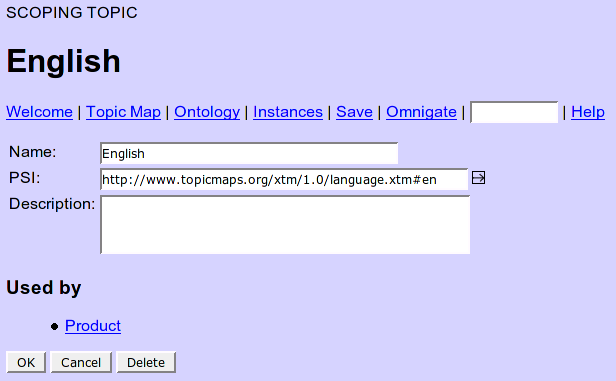 SCOPING TOPIC
English
Welcome | Topic Map | Ontology | Instances | Save | Omnigate | | Help
Name: English
PSI: http://www.topicmaps.org/xtm/1.0/language.xtm#en
Description:
Used by
• Product
OK Cancel Delete